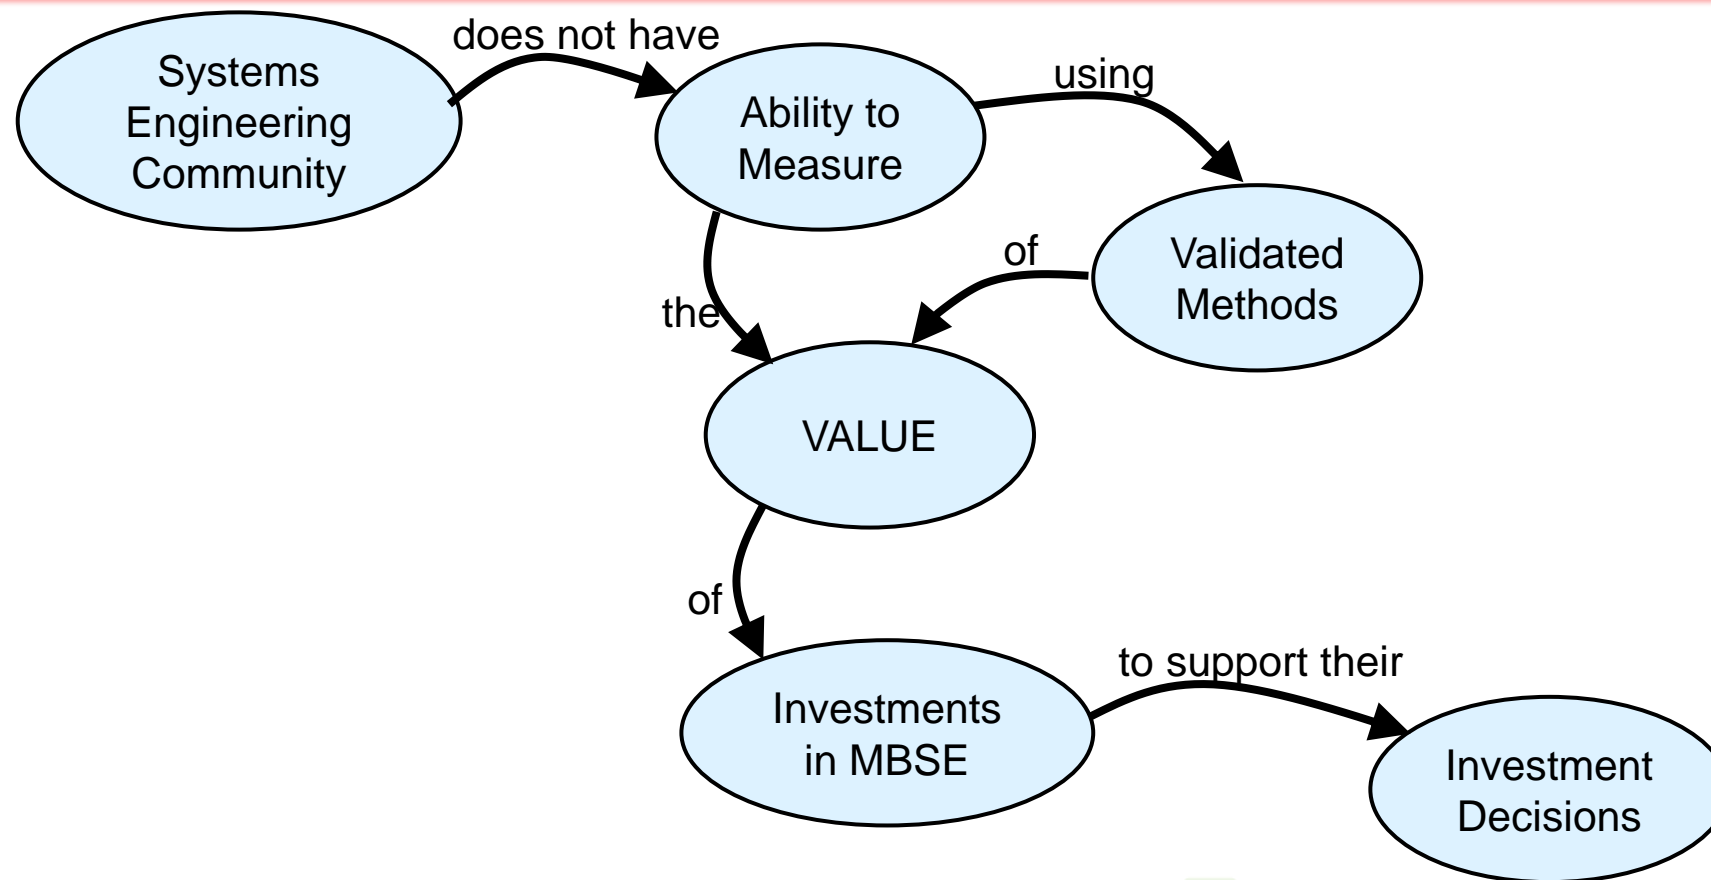 does not have
Systems
Engineering
Community
using
Ability to
Measure
of
Validated
Methods
the
VALUE
of
to support their
Investments
in MBSE
Investment
Decisions